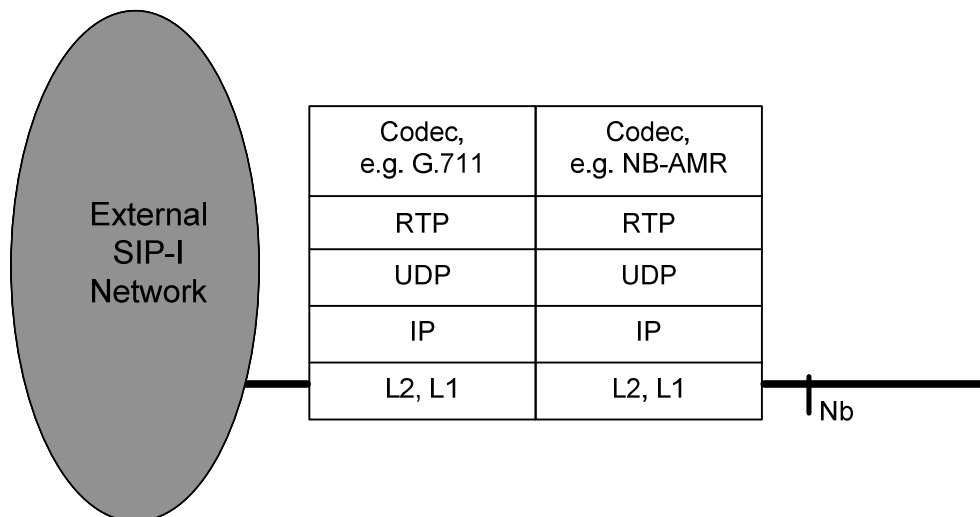 External
SIP-I
Network
Codec,
e.g. G.711
Codec,
e.g. NB-AMR
RTP
RTP
UDP
UDP
IP
IP
L2, L1
L2, L1
Nb